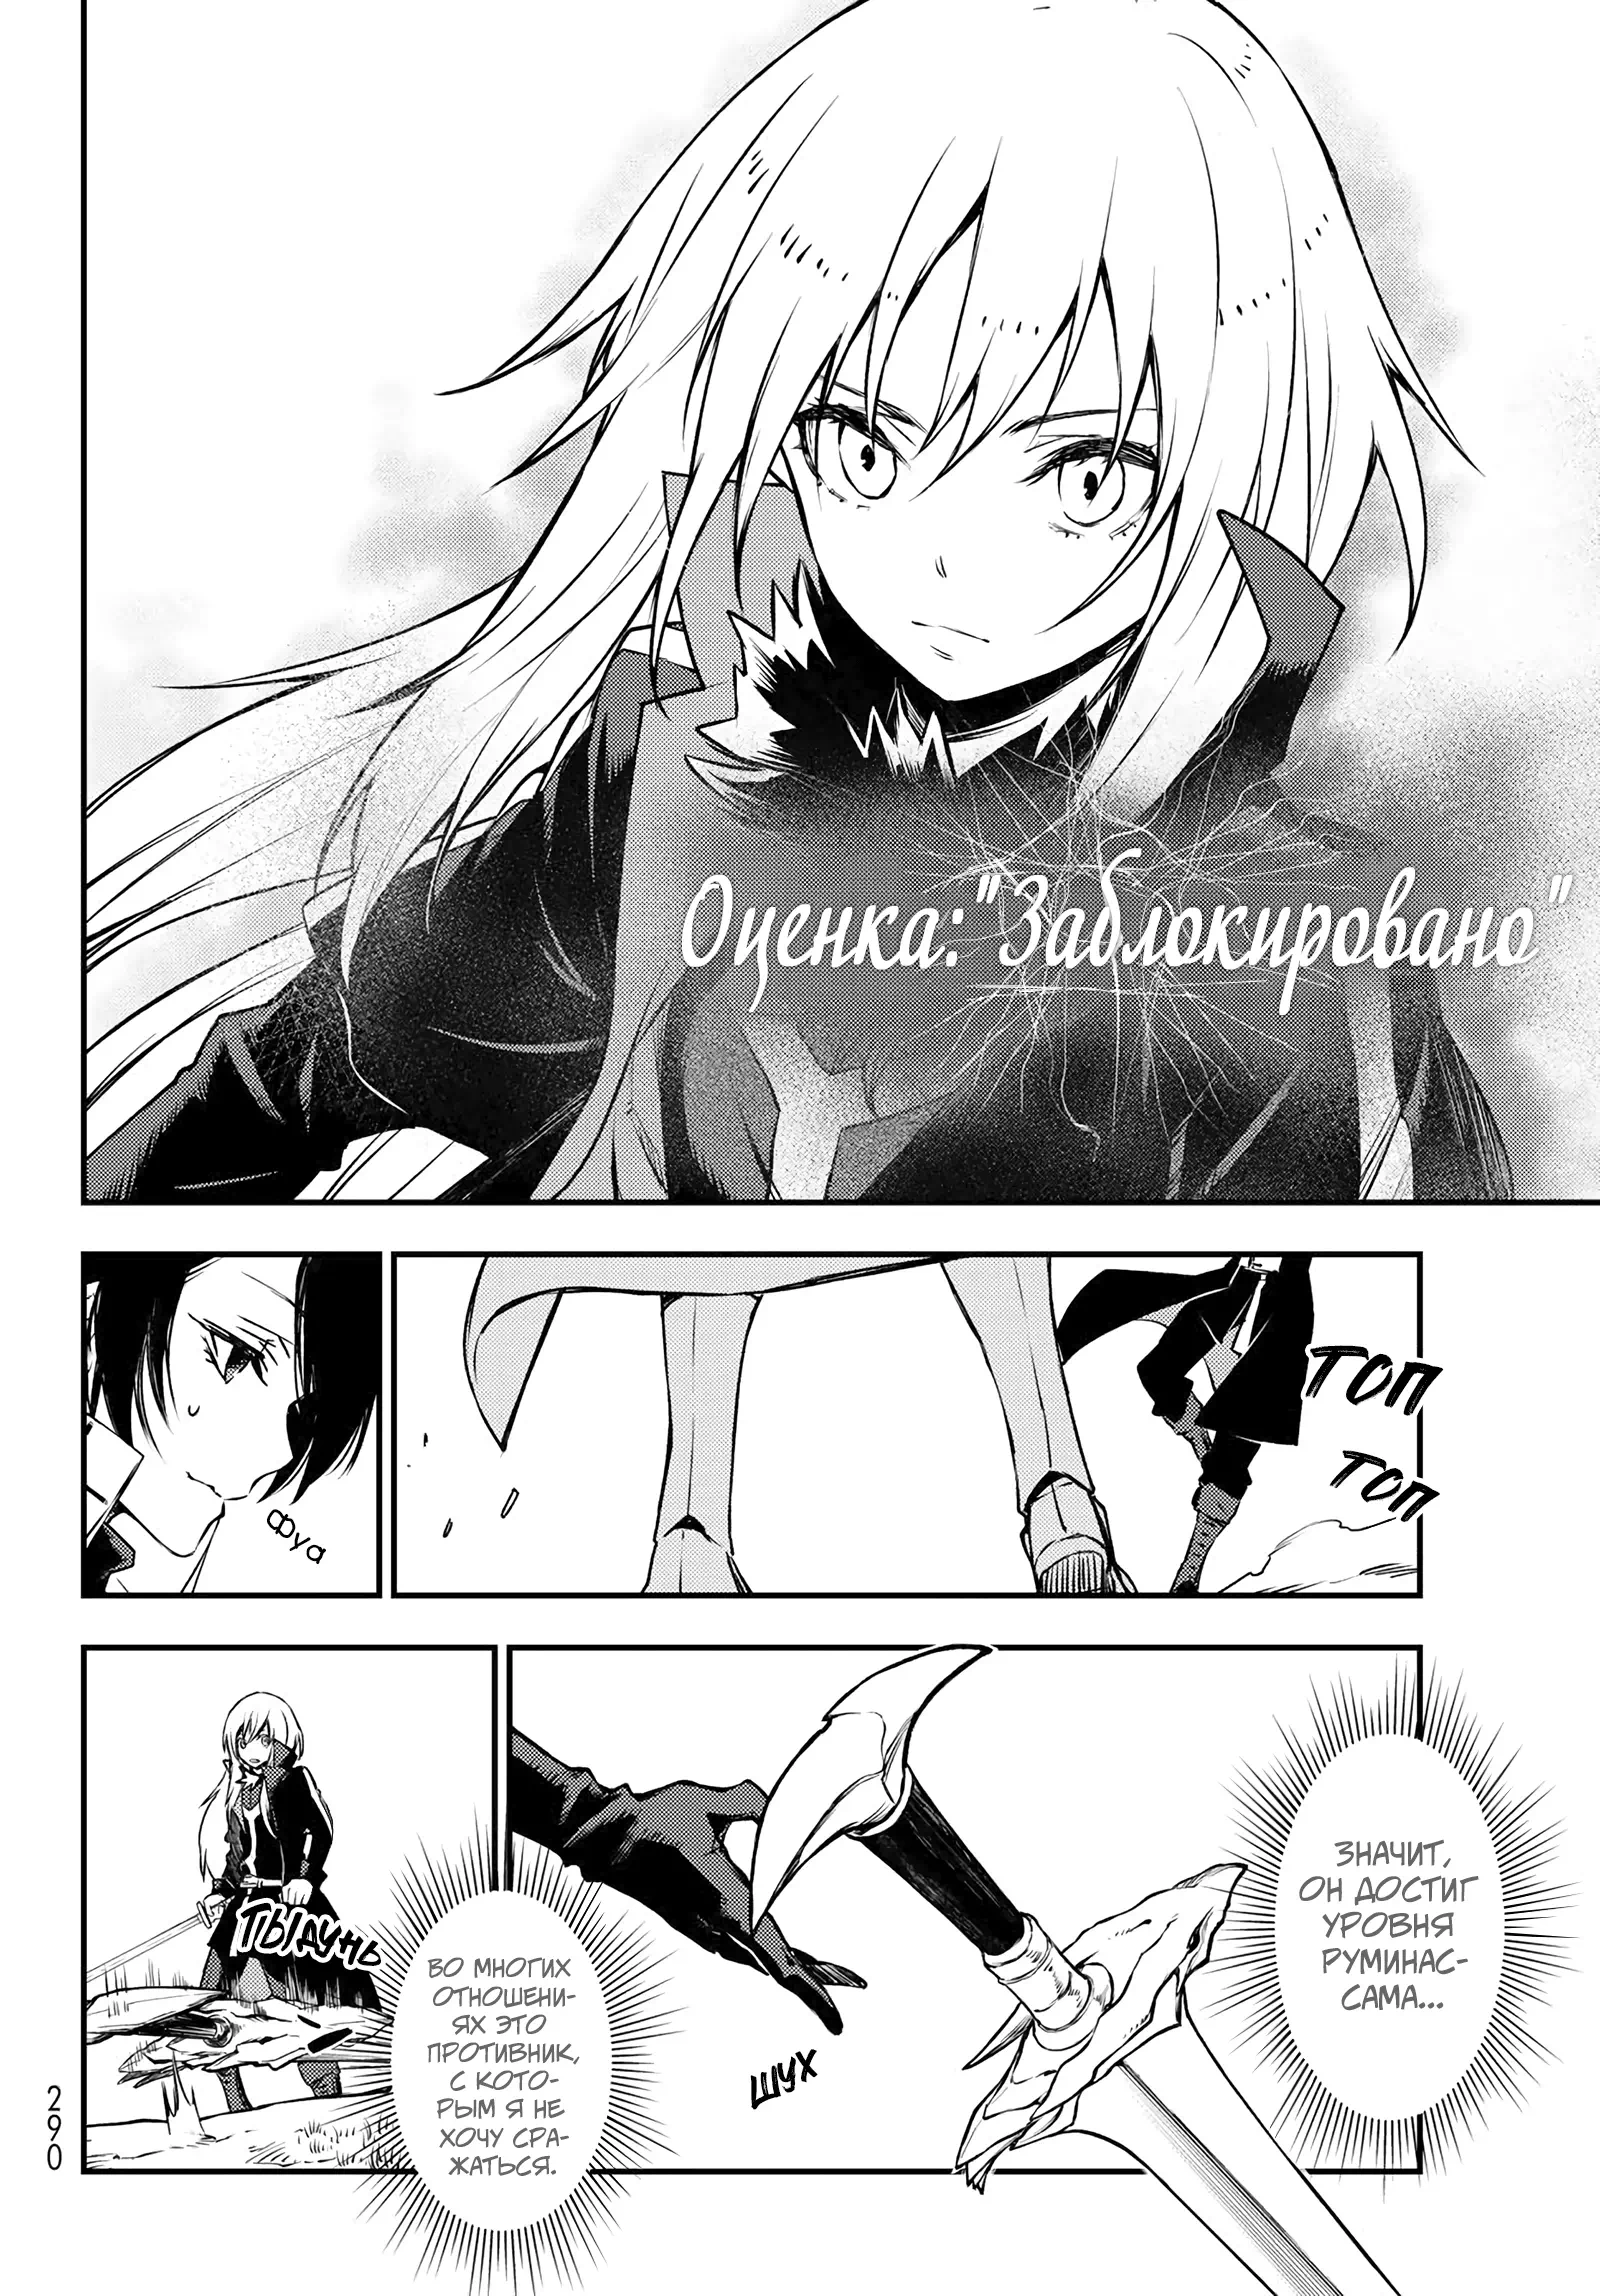 Оценка:"Заблокировано"
ТОП
ТОП
Фуа
ЗНАЧИТ,
ОН ДОСТИГ
УРОВНЯ
РУМИНАС-
САМА...
ШУХ
ТЫДУНЬ
ВО МНОГИХ
ОТНОШЕНИ-
ЯХ ЭТО
ПРОТИВНИК,
С КОТО-
РЫМ Я НЕ
ХОЧУ СРА-
ЖАТЬСЯ.
290